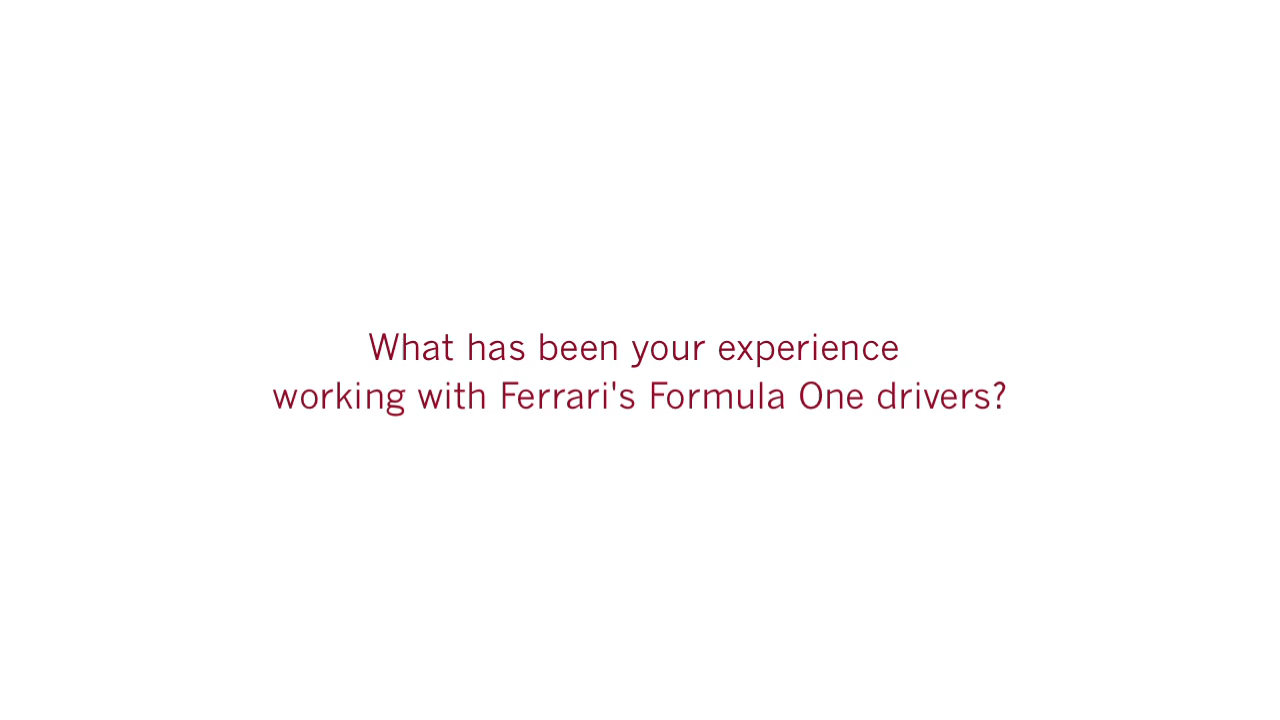 What has been your experience
working with Ferrari's Formula One drivers?